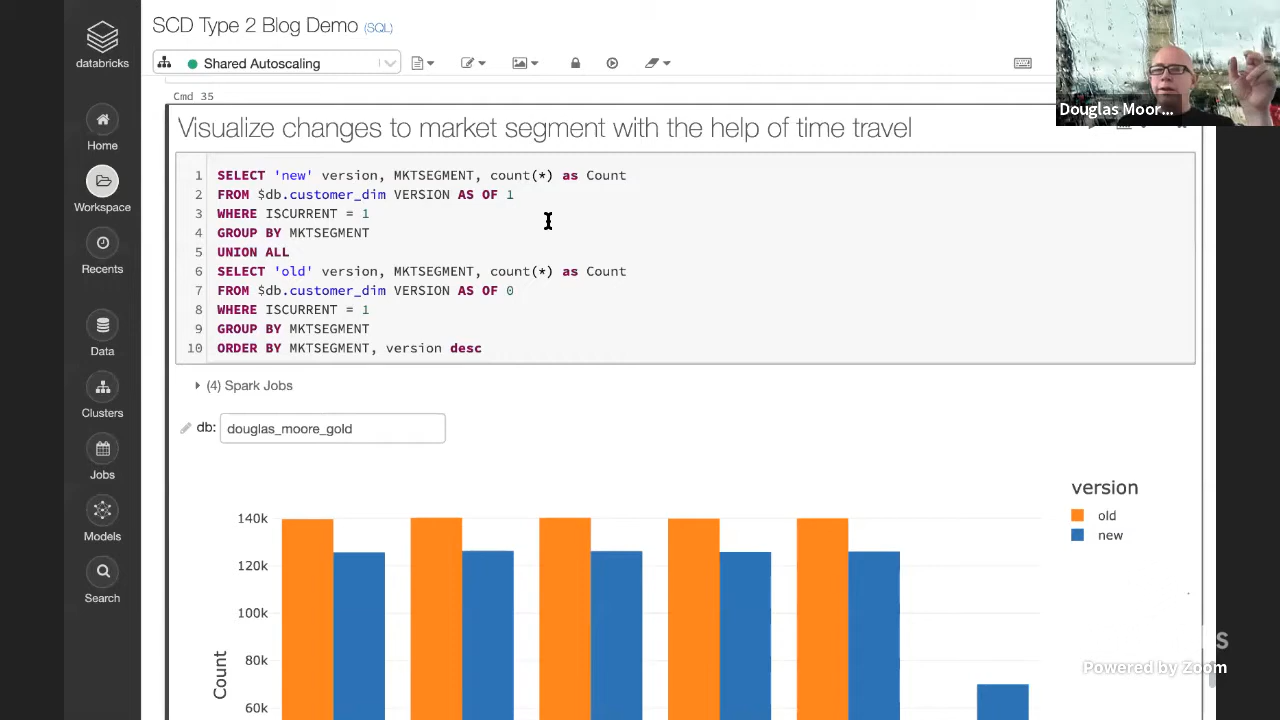 SCD Type 2 Blog Demo (SQL)
databricks
Shared Autoscaling
Douglas Moor...
Cmd 35
Visualize changes to market segment with the help of time travel
1 SELECT 'new' version, MKTSEGMENT, count(*) as Count
2 FROM $db.customer_dim VERSION AS OF 1
3 WHERE ISCURRENT = 1
4 GROUP BY MKTSEGMENT
5 UNION ALL
6 SELECT 'old' version, MKTSEGMENT, count(*) as Count
7 FROM $db.customer_dim VERSION AS OF 0
8 WHERE ISCURRENT = 1
9 GROUP BY MKTSEGMENT
10 ORDER BY MKTSEGMENT, version desc
(4) Spark Jobs
db: douglas_moore_gold
Home
Workspace
Recents
Data
Clusters
Jobs
Models
Search
version
old
new
140k
120k
100k
80k
60k
Count
Powered by Zoom